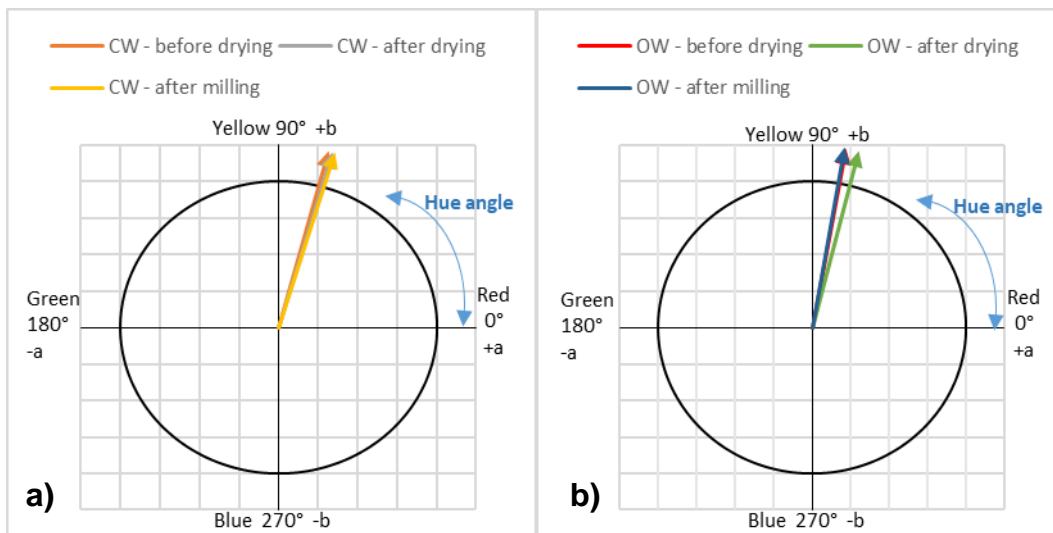 CW - before drying
CW - after drying
CW - after milling
Yellow 90° +b
Hue angle
Green
180°
-a
Red
0°
+a
a)
Blue 270° -b
OW - before drying
OW - after drying
OW - after milling
Yellow 90° +b
Hue angle
Green
180°
-a
Red
0°
+a
b)
Blue 270° -b